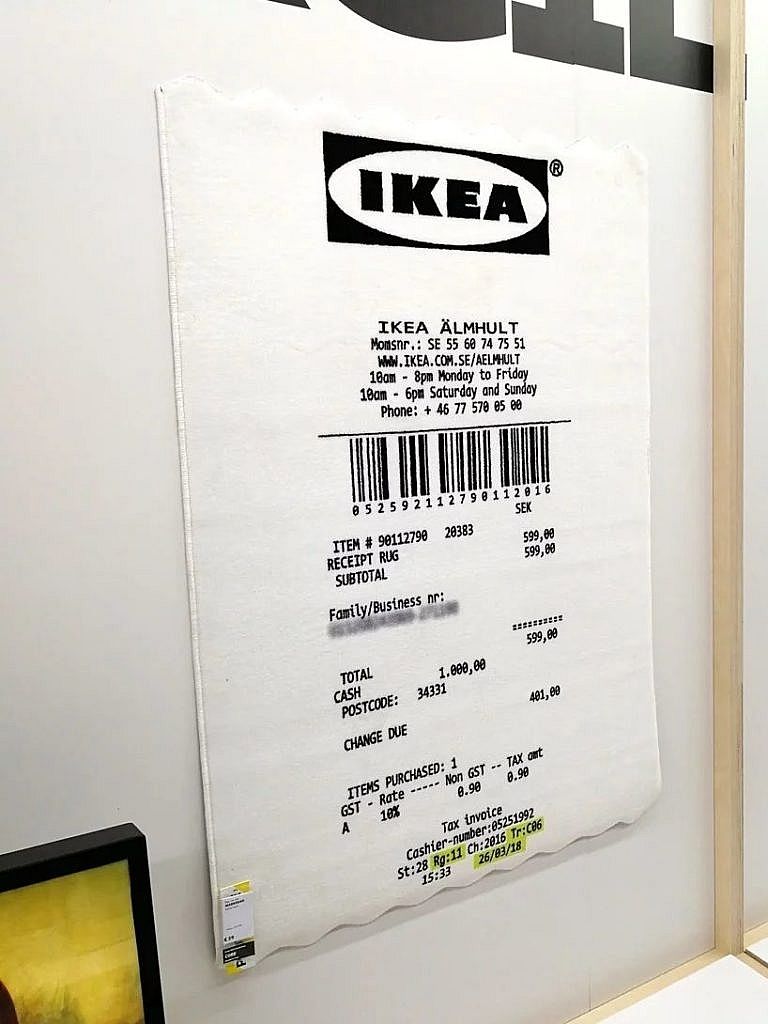 IKEA ®
IKEA ÄLMHULT
Momsnr.: SE 55 60 74 75 51
WWW.IKEA.COM.SE/AELMHULT
10am - 8pm Monday to Friday
10am - 6pm Saturday and Sunday
Phone: + 46 77 570 05 00
052592112790112016
SEK
ITEM # 90112790 20383 599,00
RECEIPT RUG 599,00
SUBTOTAL
Family/Business nr:
==========
599,00
TOTAL
CASH 1.000,00
POSTCODE: 34331
401,00
CHANGE DUE
ITEMS PURCHASED: 1
GST - Rate ----- Non GST -- TAX amt
A 10% 0.90 0.90
Tax invoice
Cashier-number:05251992
St:28 Rg:11 Ch:2016 Tr:C06
15:33 26/03/18